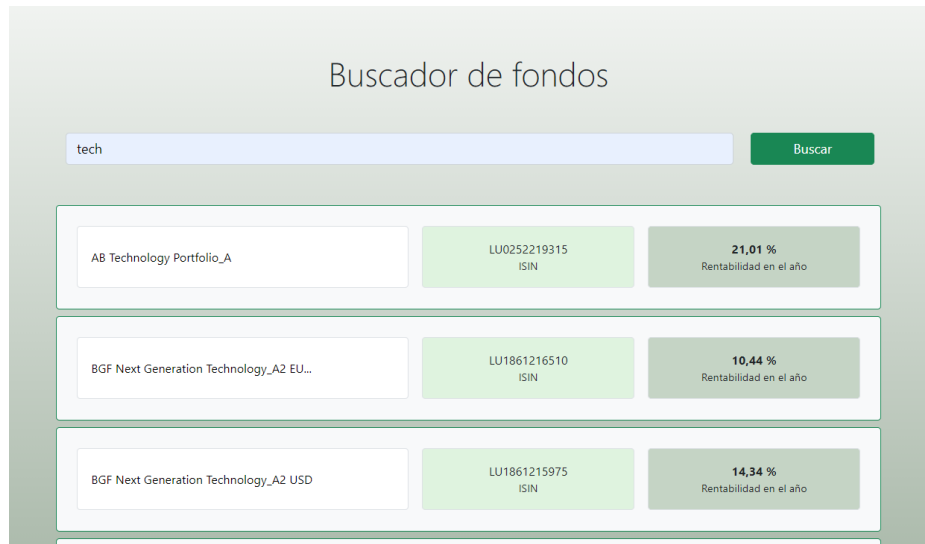 Buscador de fondos
tech
Buscar
AB Technology Portfolio_A
LU0252219315
ISIN
21,01 %
Rentabilidad en el año
BGF Next Generation Technology_A2 EU...
LU1861216510
ISIN
10,44 %
Rentabilidad en el año
BGF Next Generation Technology_A2 USD
LU1861215975
ISIN
14,34 %
Rentabilidad en el año